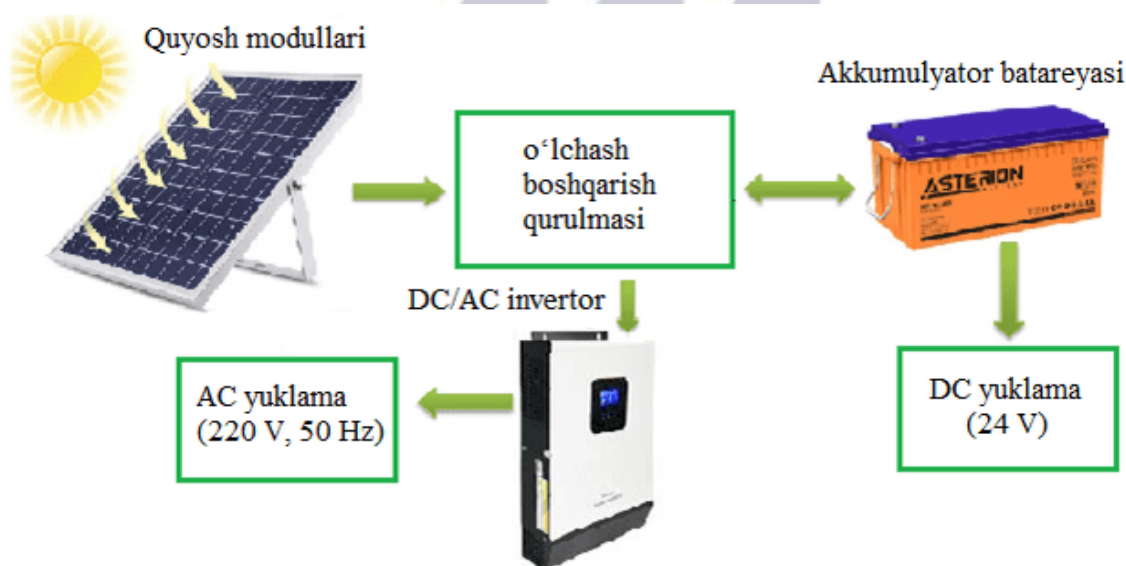 Quyosh modullari
Akkumulyator batareyasi
o‘lchash
boshqarish
qurulmasi
ASTERION
DC/AC invertor
AC yuklama
(220 V, 50 Hz)
DC yuklama
(24 V)